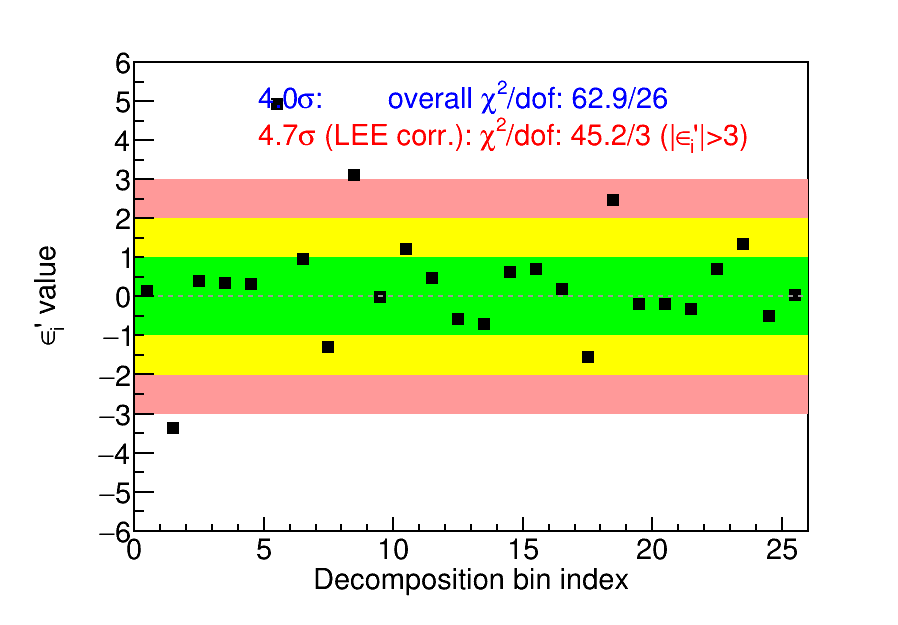 6
5
4
3
2
1
0
−1
−2
−3
−4
−5
−6
4.0σ: overall χ²/dof: 62.9/26
4.7σ (LEE corr.): χ²/dof: 45.2/3 (|ϵᵢ'|>3)
ϵᵢ' value
0 5 10 15 20 25
Decomposition bin index